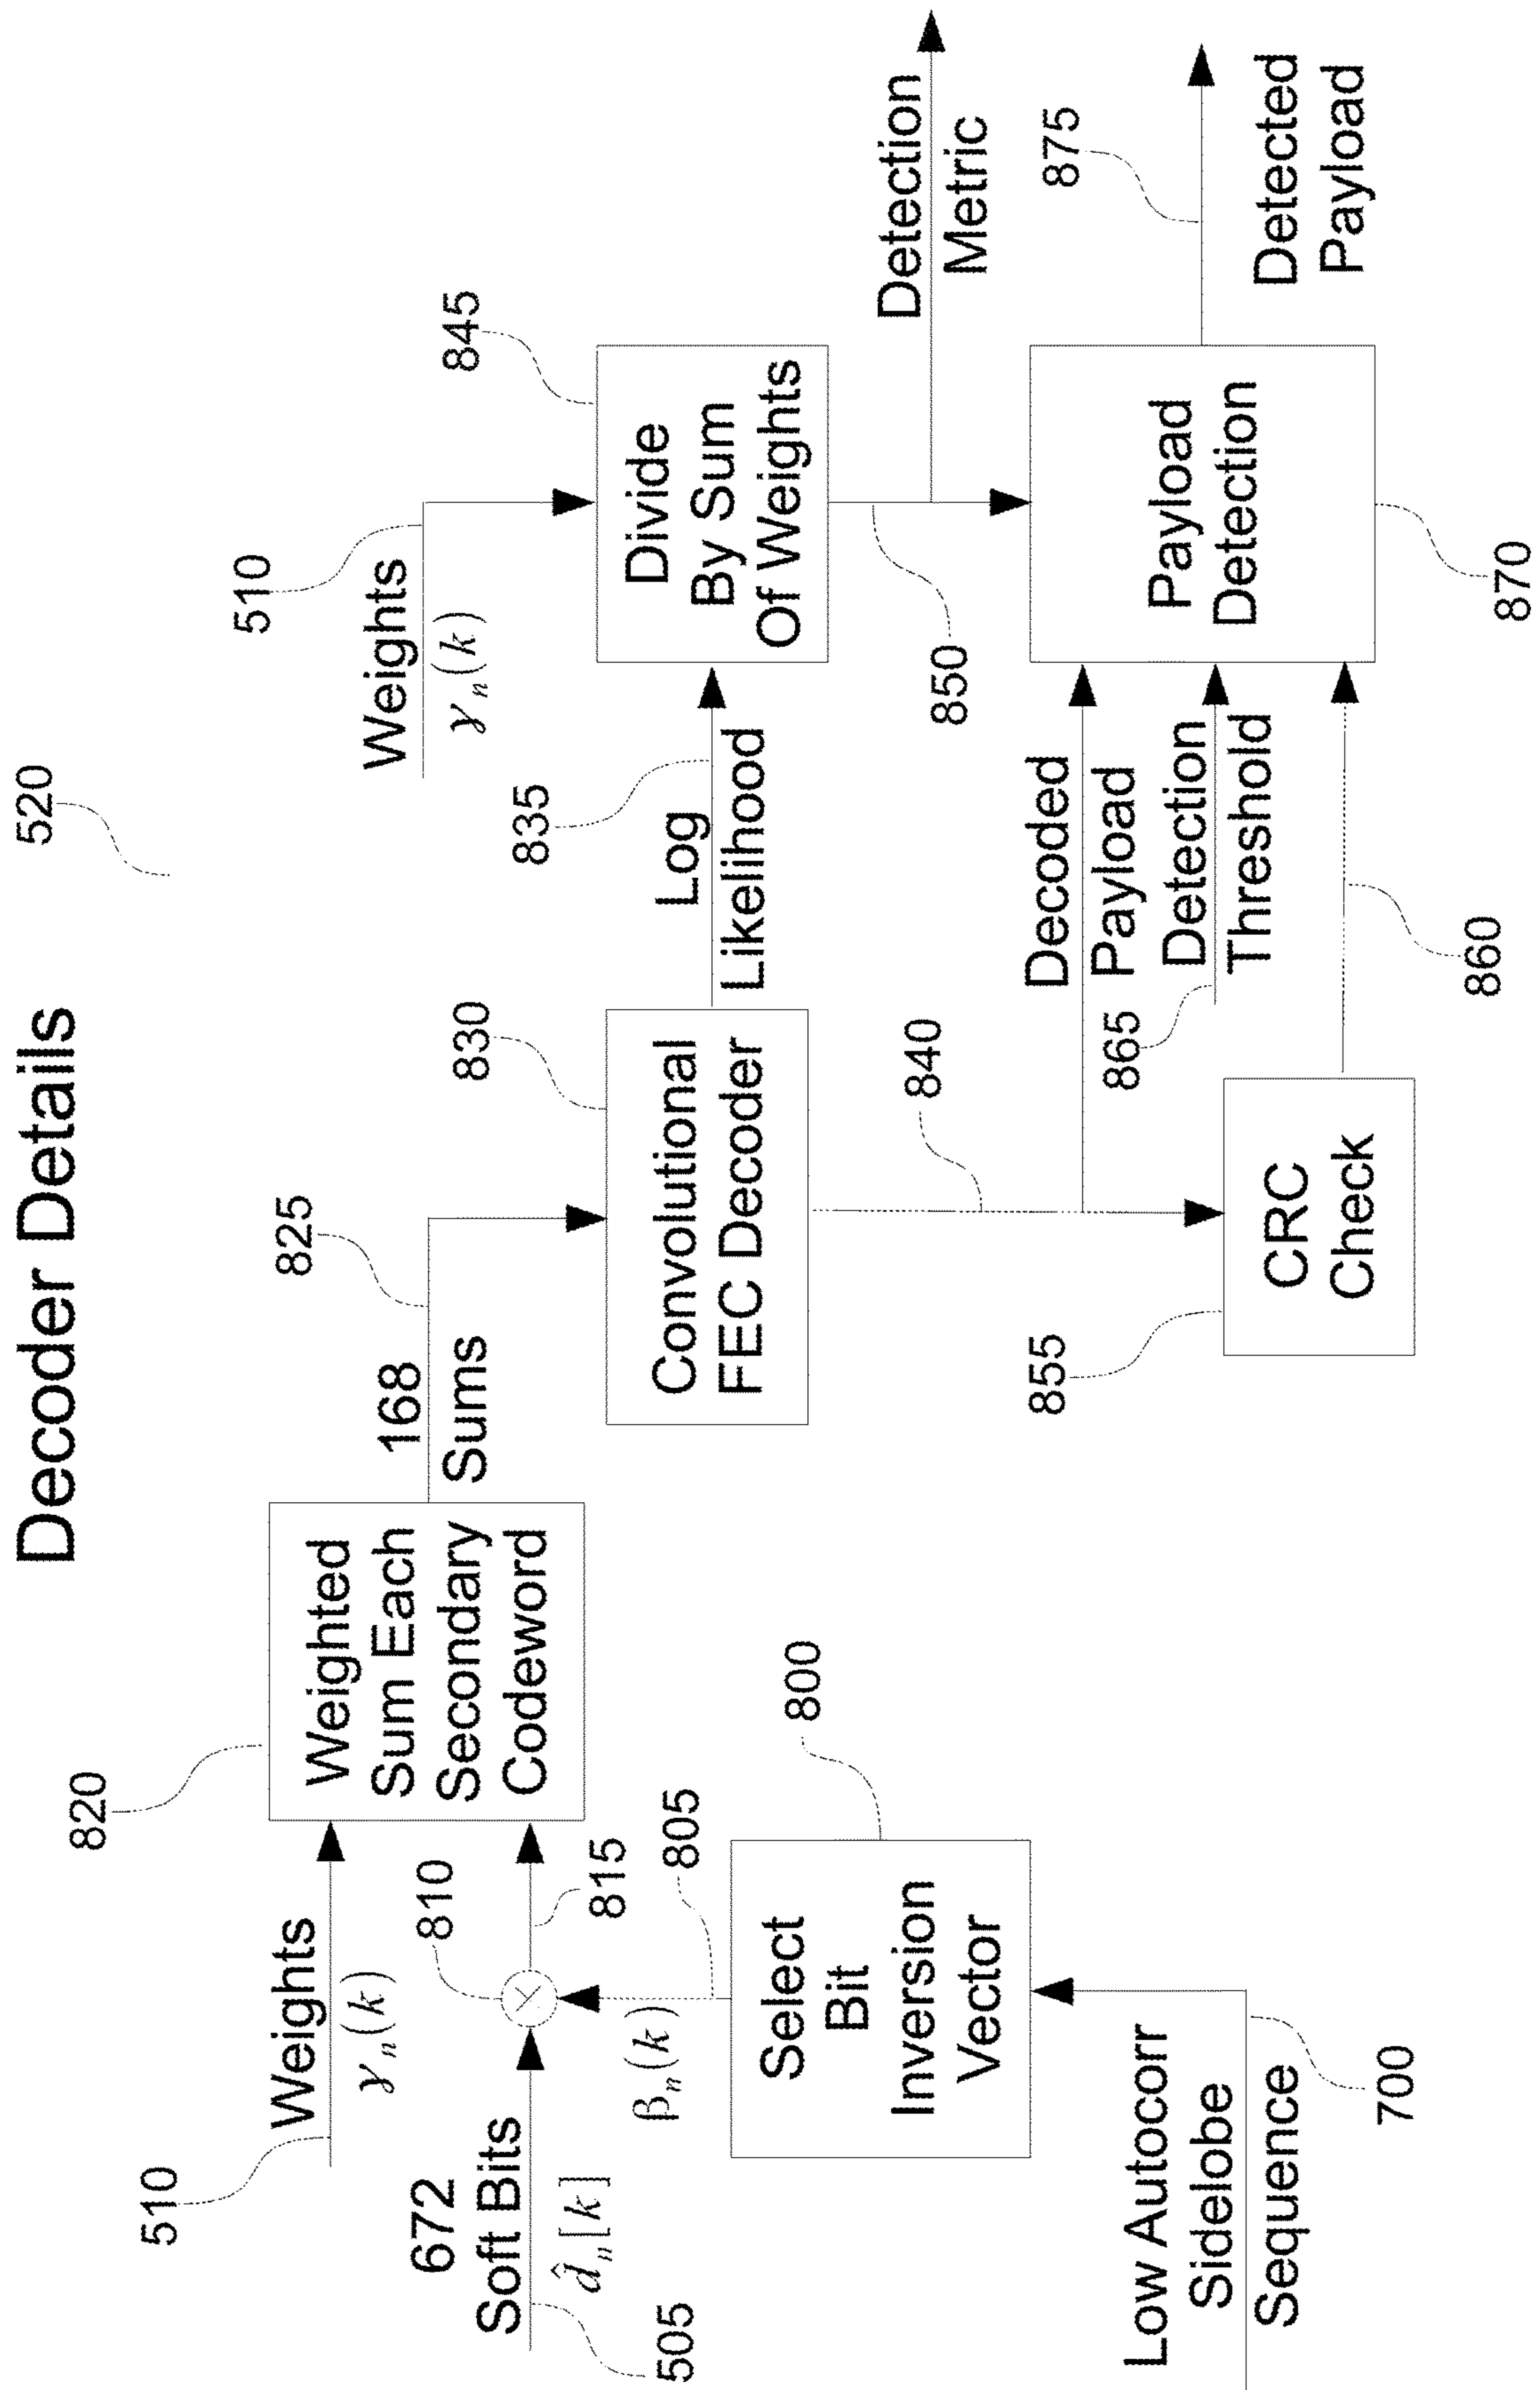 Decoder Details
520
510
Weights
γn(k)
820
Weighted
Sum Each
Secondary
Codeword
825
168
Sums
672
Soft Bits
d̂n[k]
505
810
815
βn(k)
805
800
Select
Bit
Inversion
Vector
Low Autocorr
Sidelobe
Sequence
700
830
Convolutional
FEC Decoder
835
Log
Likelihood
510
Weights
γn(k)
845
Divide
By Sum
Of Weights
850
Detection
Metric
840
Decoded
Payload
865
Detection
Threshold
855
CRC
Check
860
Payload
Detection
870
875
Detected
Payload